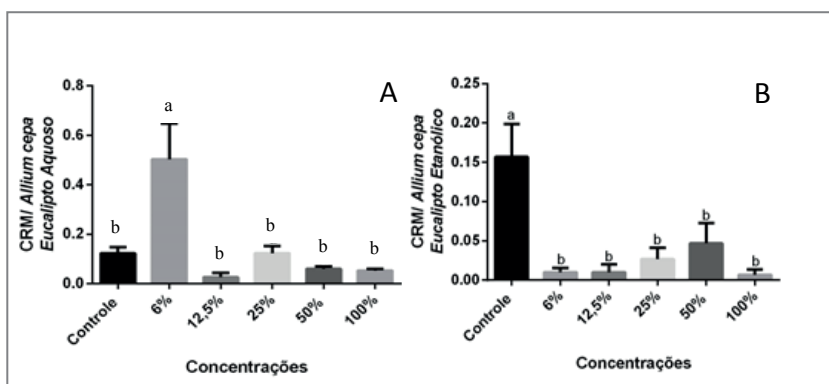 A
CRM/ Allium cepa
Eucalipto Aquoso
0.8
0.6
0.4
0.2
0.0
b
a
b
b
b
b
Controle
6%
12,5%
25%
50%
100%
Concentrações
B
CRM/ Allium cepa
Eucalipto Etanólico
0.25
0.20
0.15
0.10
0.05
0.00
a
b
b
b
b
b
Controle
6%
12,5%
25%
50%
100%
Concentrações